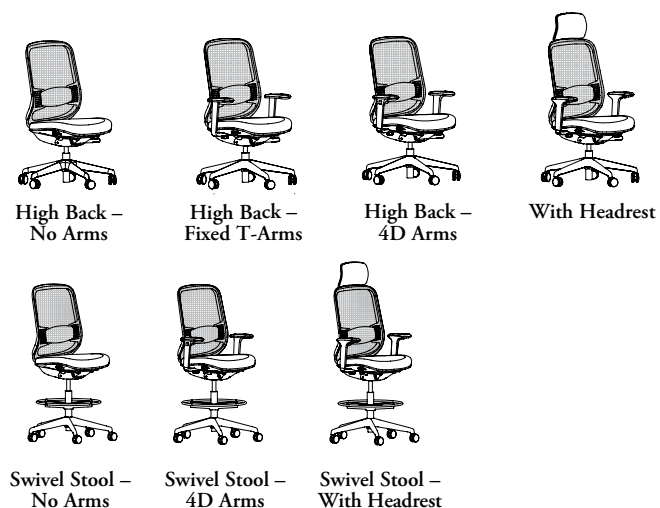 High Back –
No Arms
High Back –
Fixed T-Arms
High Back –
4D Arms
With Headrest
Swivel Stool –
No Arms
Swivel Stool –
4D Arms
Swivel Stool –
With Headrest